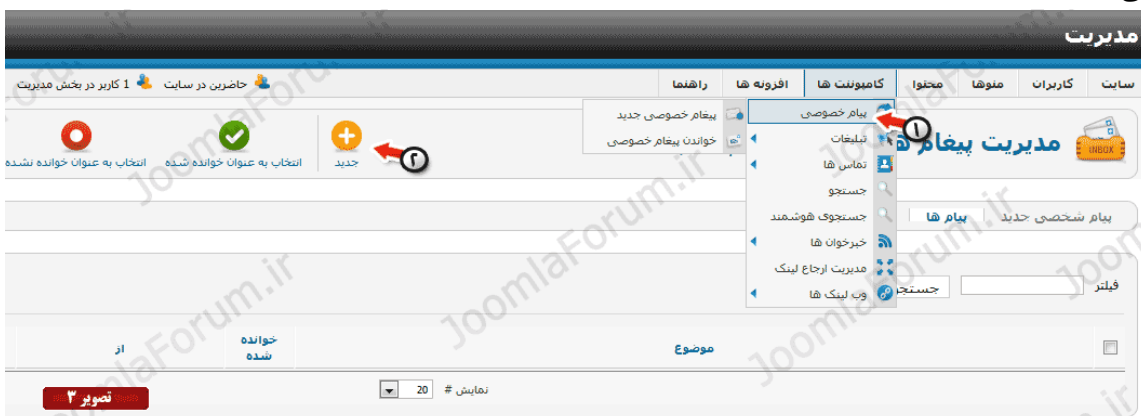 مدیریت
سایت کاربران منوها محتوا کامپوننت ها افزونه ها راهنما حاضرین در سایت 1 کاربر در بخش مدیریت
پیام خصوصی
پیغام خصوصی جدید
خواندن پیغام خصوصی
تبلیغات
تماس ها
جستجو
جستجوی هوشمند
خبرخوان ها
مدیریت ارجاع لینک
وب لینک ها
۱
INBOX
مدیریت پیغام ها
جدید
انتخاب به عنوان خوانده شده
انتخاب به عنوان خوانده نشده
۲
پیام شخصی جدید پیام ها
فیلتر جستجو
موضوع خوانده شده از
نمایش # 20
تصویر ۳
JoomlaForum.ir